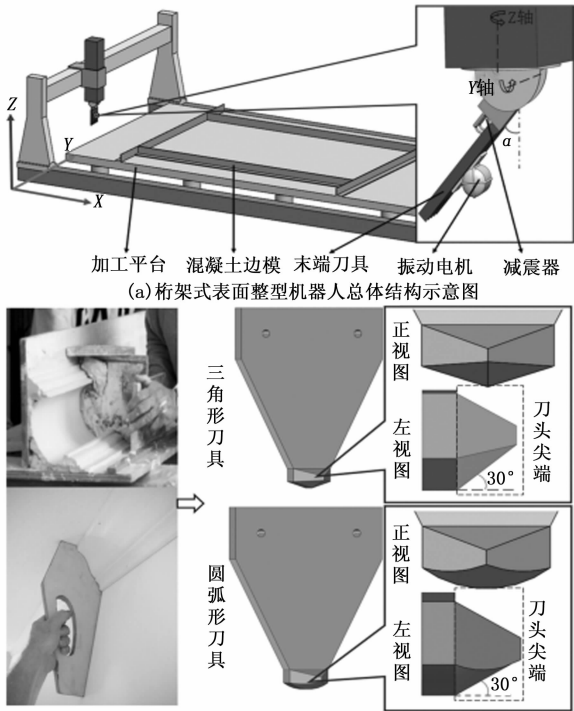 Z轴
Y轴
α
Z
Y
X
加工平台 混凝土边模 末端刀具 振动电机 减震器
(a)桁架式表面整型机器人总体结构示意图
三角形刀具
正视图
左视图
刀头尖端
30°
圆弧形刀具
正视图
左视图
刀头尖端
30°